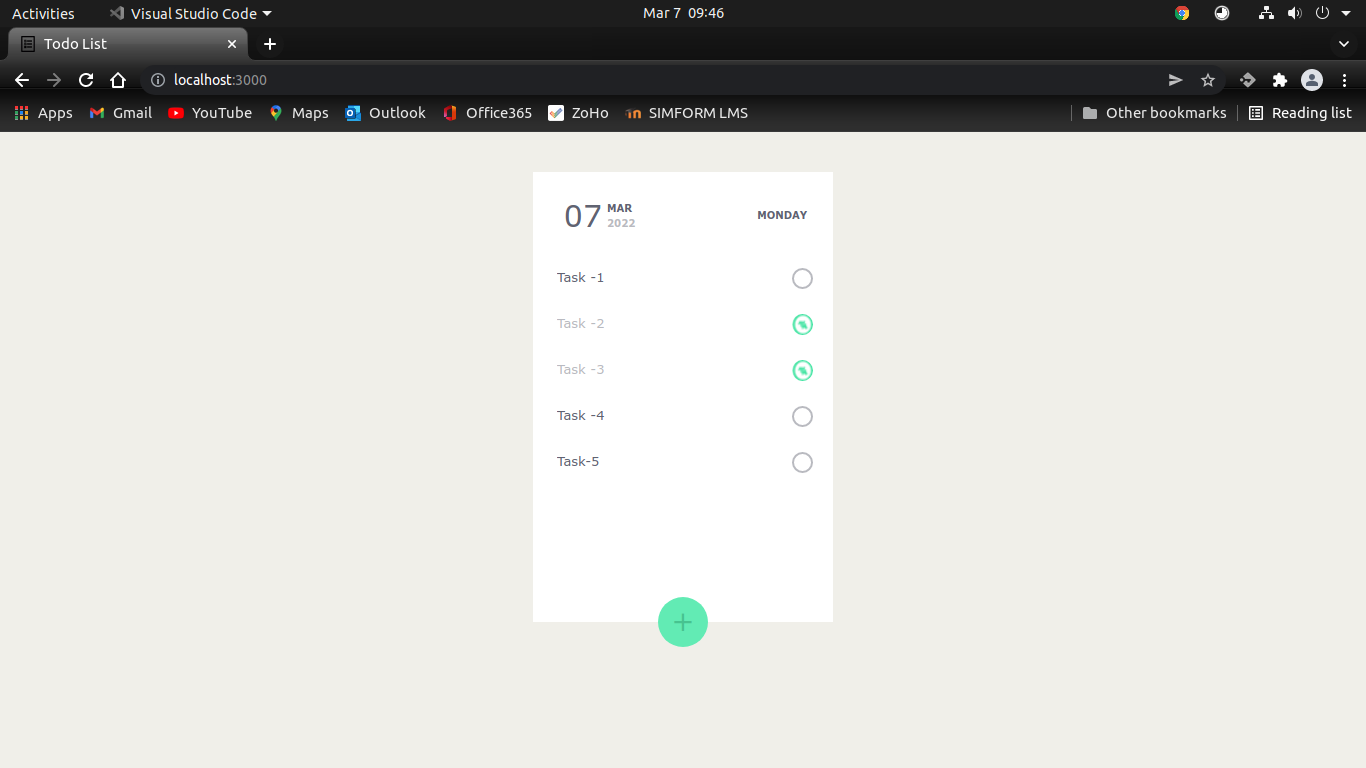 Activities Visual Studio Code Mar 7 09:46
Todo List
localhost:3000
Apps Gmail YouTube Maps Outlook Office365 ZoHo SIMFORM LMS Other bookmarks Reading list
07 MAR 2022 MONDAY
Task -1
Task -2
Task -3
Task -4
Task-5